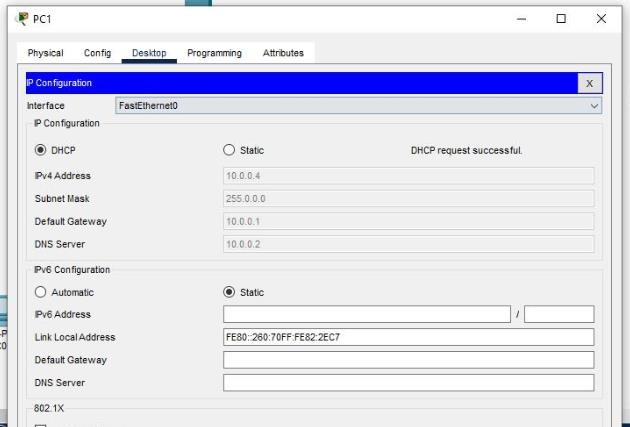 PC1
Physical Config Desktop Programming Attributes
IP Configuration X
Interface FastEthernet0
IP Configuration
DHCP Static DHCP request successful.
IPv4 Address 10.0.0.4
Subnet Mask 255.0.0.0
Default Gateway 10.0.0.1
DNS Server 10.0.0.2
IPv6 Configuration
Automatic Static
IPv6 Address /
Link Local Address FE80::260:70FF:FE82:2EC7
Default Gateway
DNS Server
802.1X